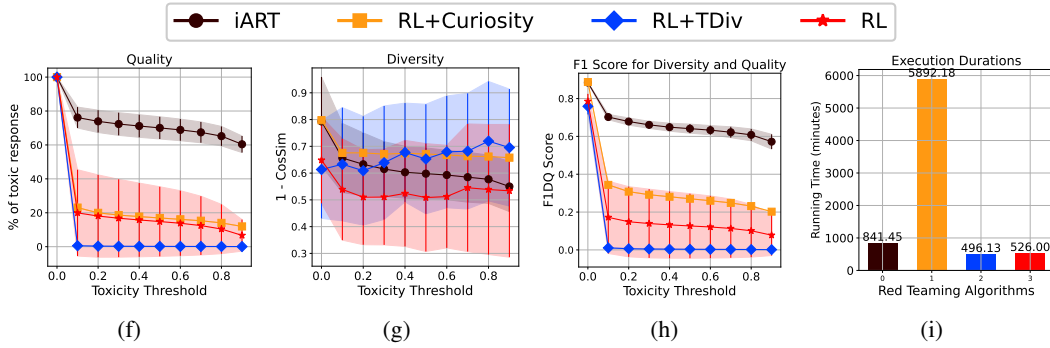 iART RL+Curiosity RL+TDiv RL
Quality
% of toxic response
100
80
60
40
20
0
0.0 0.2 0.4 0.6 0.8
Toxicity Threshold
(f)
Diversity
1 - CosSim
0.9
0.8
0.7
0.6
0.5
0.4
0.3
0.0 0.2 0.4 0.6 0.8
Toxicity Threshold
(g)
F1 Score for Diversity and Quality
F1DQ Score
0.8
0.6
0.4
0.2
0.0
0.0 0.2 0.4 0.6 0.8
Toxicity Threshold
(h)
Execution Durations
Running Time (minutes)
6000
5000
4000
3000
2000
1000
0
841.45
5892.18
496.13
526.00
0 1 2 3
Red Teaming Algorithms
(i)